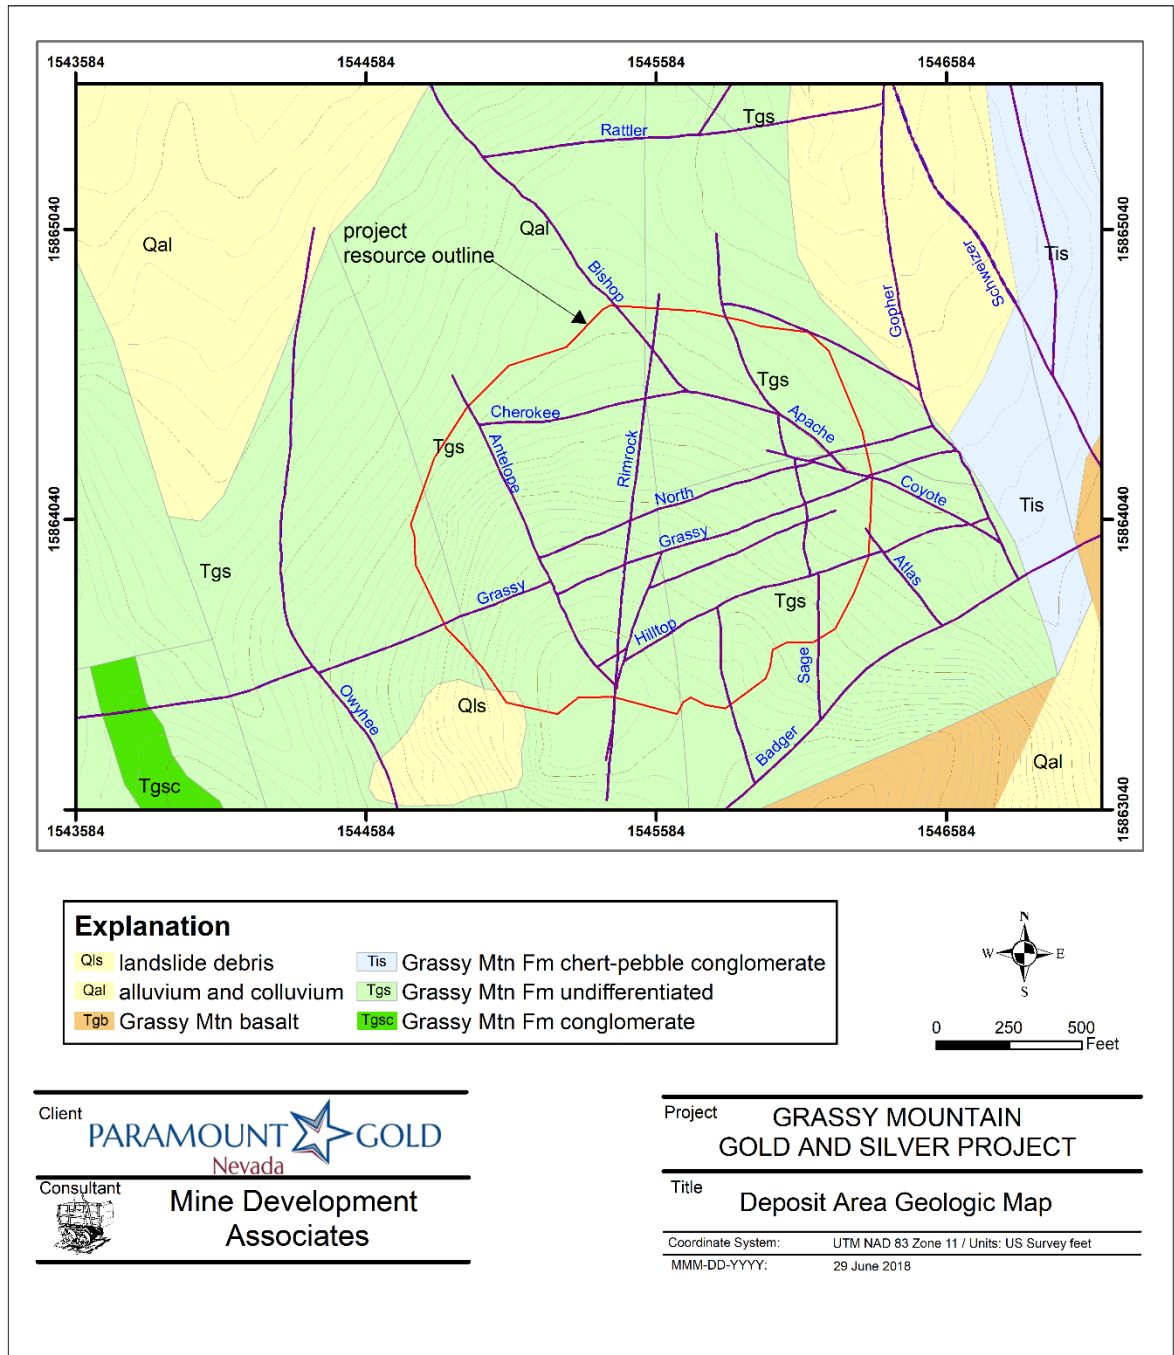 1543584 1544584 1545584 1546584
Rattler
Tgs
15865040
15865040
Qal
Qal
project
resource outline
Bishop
Gopher
Schweizer
Tis
Tgs
Cherokee
Apache
Antelope
Tgs
Rimrock
North
Coyote
15864040
15864040
Tis
Grassy
Grassy
Atlas
Tgs
Tgs
Hilltop
Sage
Owyhee
Qls
Badger
Qal
Tgsc
15863040
1543584 1544584 1545584 1546584
Explanation
Qls landslide debris
Qal alluvium and colluvium
Tgb Grassy Mtn basalt
Tis Grassy Mtn Fm chert-pebble conglomerate
Tgs Grassy Mtn Fm undifferentiated
Tgsc Grassy Mtn Fm conglomerate
N
W E
S
0 250 500
Feet
Client
PARAMOUNT GOLD
Nevada
Consultant
Mine Development
Associates
Project
GRASSY MOUNTAIN
GOLD AND SILVER PROJECT
Title
Deposit Area Geologic Map
Coordinate System: UTM NAD 83 Zone 11 / Units: US Survey feet
MMM-DD-YYYY: 29 June 2018